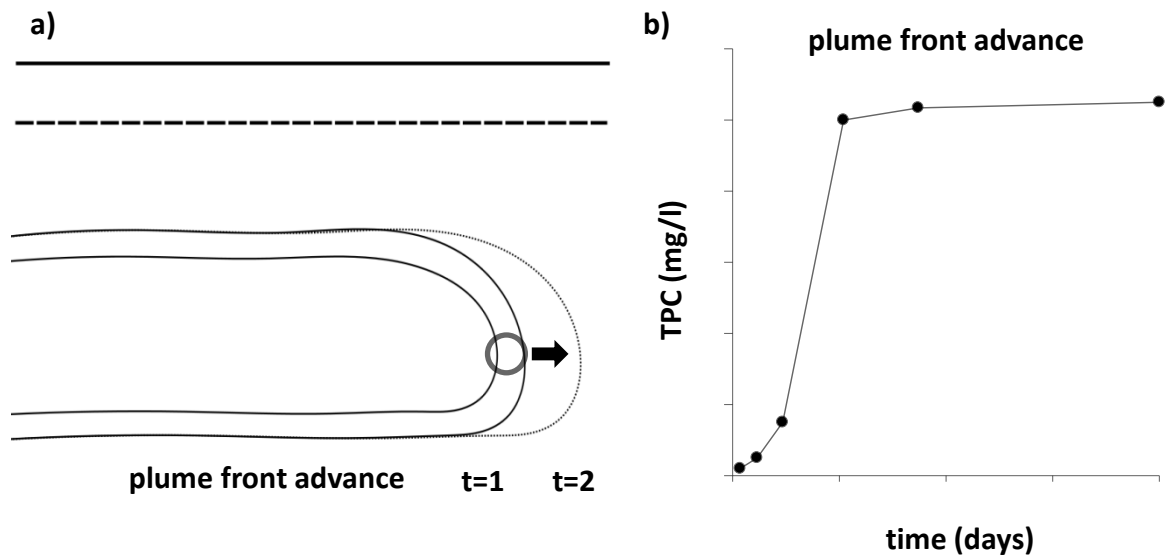 a)
plume front advance
t=1
t=2
b)
plume front advance
TPC (mg/l)
time (days)